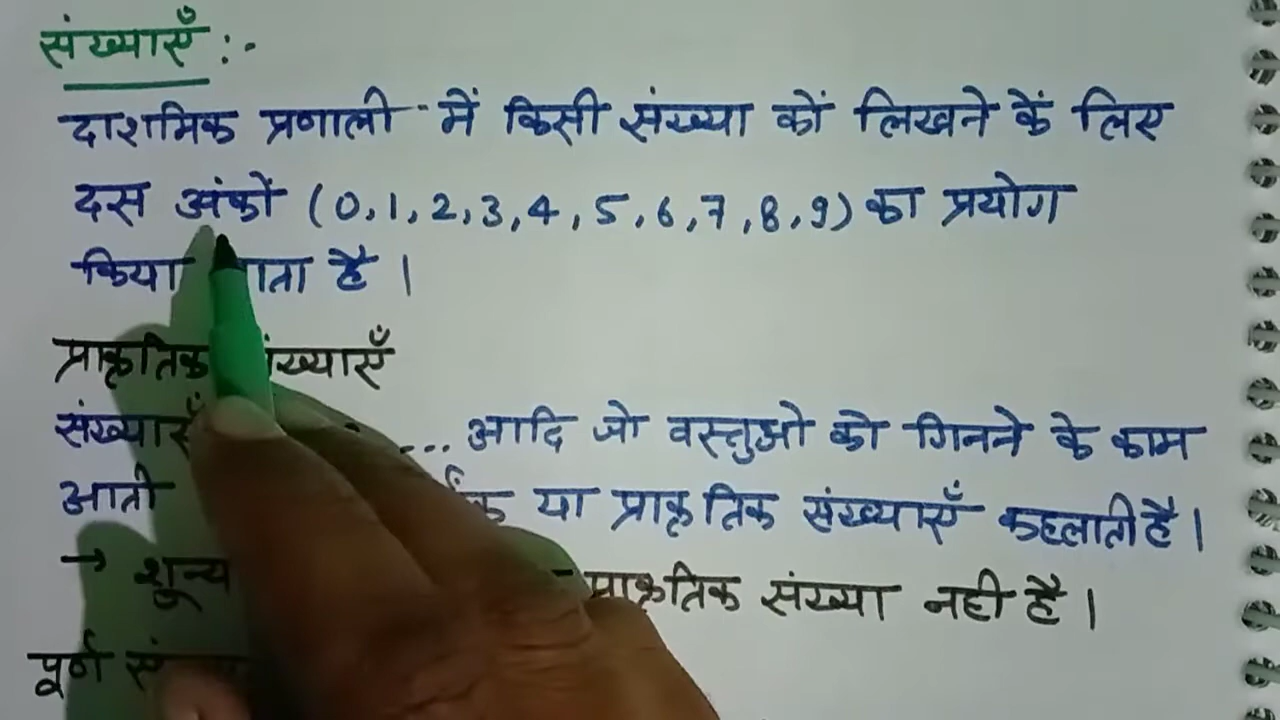 संख्याएँ :-
दाशमिक प्रणाली में किसी संख्या कों लिखने कें लिए
दस अंकों (0,1,2,3,4,5,6,7,8,9) का प्रयोग
किया है ।
प्राकृतिक
... आदि जो वस्तुओ को गिनने के काम
आती या प्राकृतिक संख्याएँ कहलाती है ।
→ शून्य प्राकृतिक संख्या नही है ।
पूर्ण